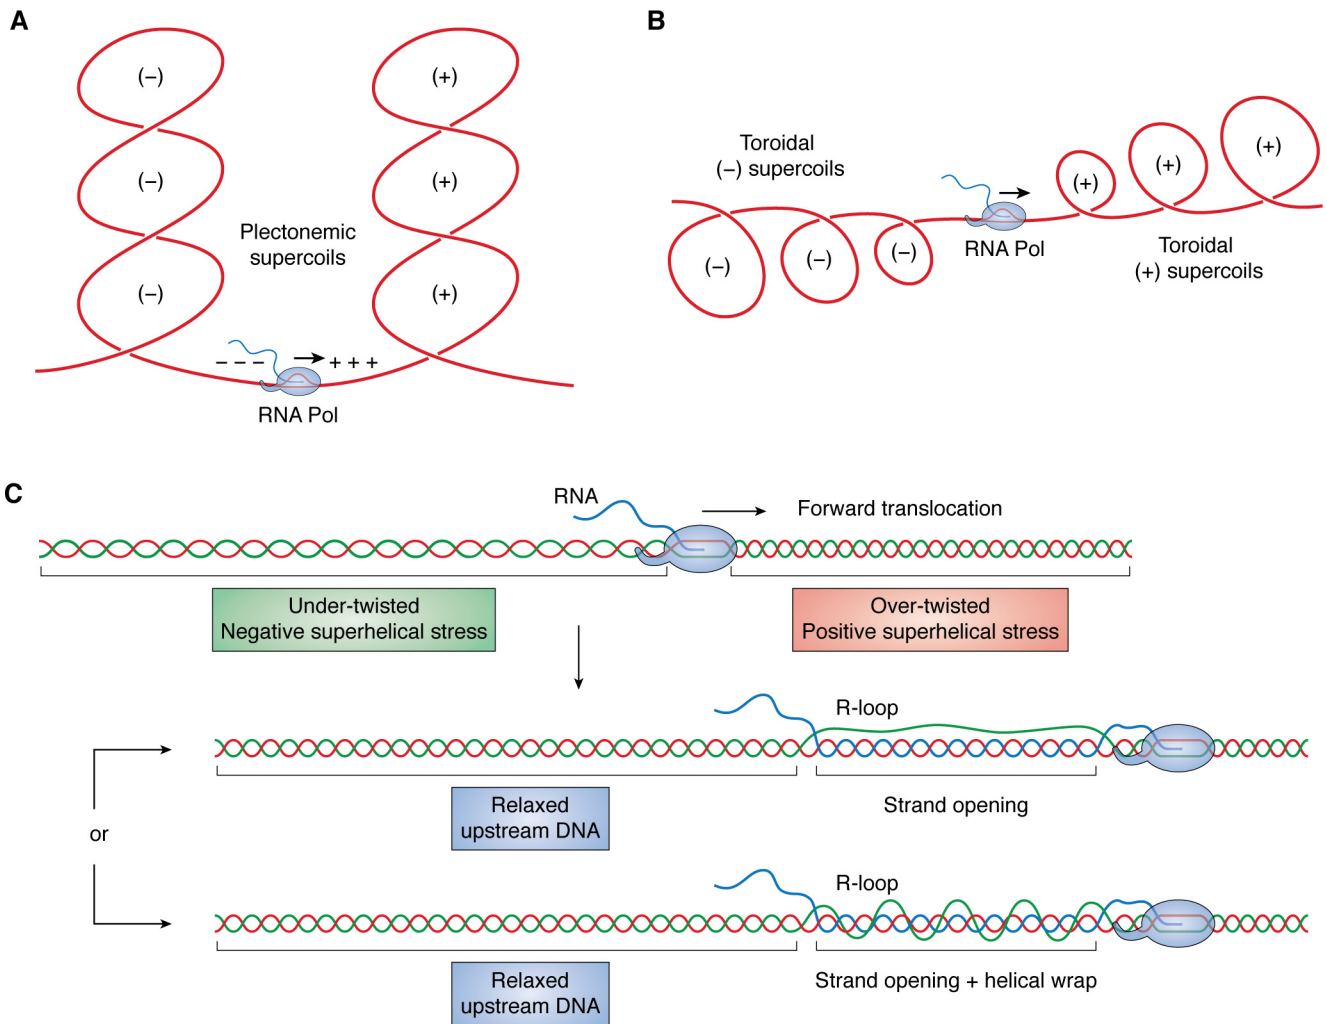 A
(−)
(+)
(−)
(+)
Plectonemic
supercoils
(−)
(+)
− − −
+ + +
RNA Pol
B
Toroidal
(−) supercoils
(−)
(−)
(−)
RNA Pol
(+)
(+)
(+)
Toroidal
(+) supercoils
C
RNA
Forward translocation
Under-twisted
Negative superhelical stress
Over-twisted
Positive superhelical stress
or
R-loop
Relaxed
upstream DNA
Strand opening
R-loop
Relaxed
upstream DNA
Strand opening + helical wrap